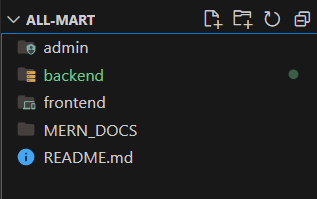 ALL-MART
admin
backend
frontend
MERN_DOCS
README.md